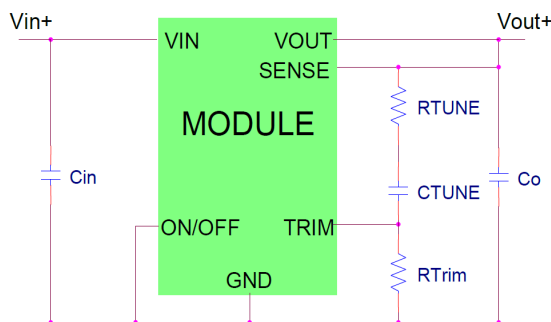 Vin+
Vout+
VIN
VOUT
SENSE
RTUNE
MODULE
Cin
CTUNE
Co
ON/OFF
TRIM
GND
RTrim